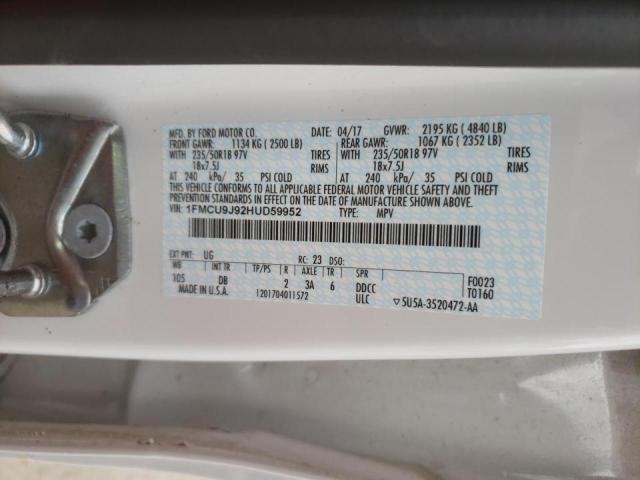 MFD. BY FORD MOTOR CO. DATE: 04/17 GVWR: 2195 KG ( 4840 LB)
FRONT GAWR: 1134 KG ( 2500 LB) REAR GAWR: 1067 KG ( 2352 LB)
WITH 235/50R18 97V TIRES WITH 235/50R18 97V TIRES
18x7.5J RIMS 18x7.5J RIMS
AT 240 kPa/ 35 PSI COLD AT 240 kPa/ 35 PSI COLD
THIS VEHICLE CONFORMS TO ALL APPLICABLE FEDERAL MOTOR VEHICLE SAFETY AND THEFT
PREVENTION STANDARDS IN EFFECT ON THE DATE OF MANUFACTURE SHOWN ABOVE.
VIN: 1FMCU9J92HUD59952 TYPE: MPV
EXT PNT: UG RC: 23 DSO: F0023
WB INT TR TP/PS R AXLE TR SPR T0160
105 DB 2 3A 6 DDCC
MADE IN U.S.A. 1201704011572 ULC ▽5U5A-3520472-AA